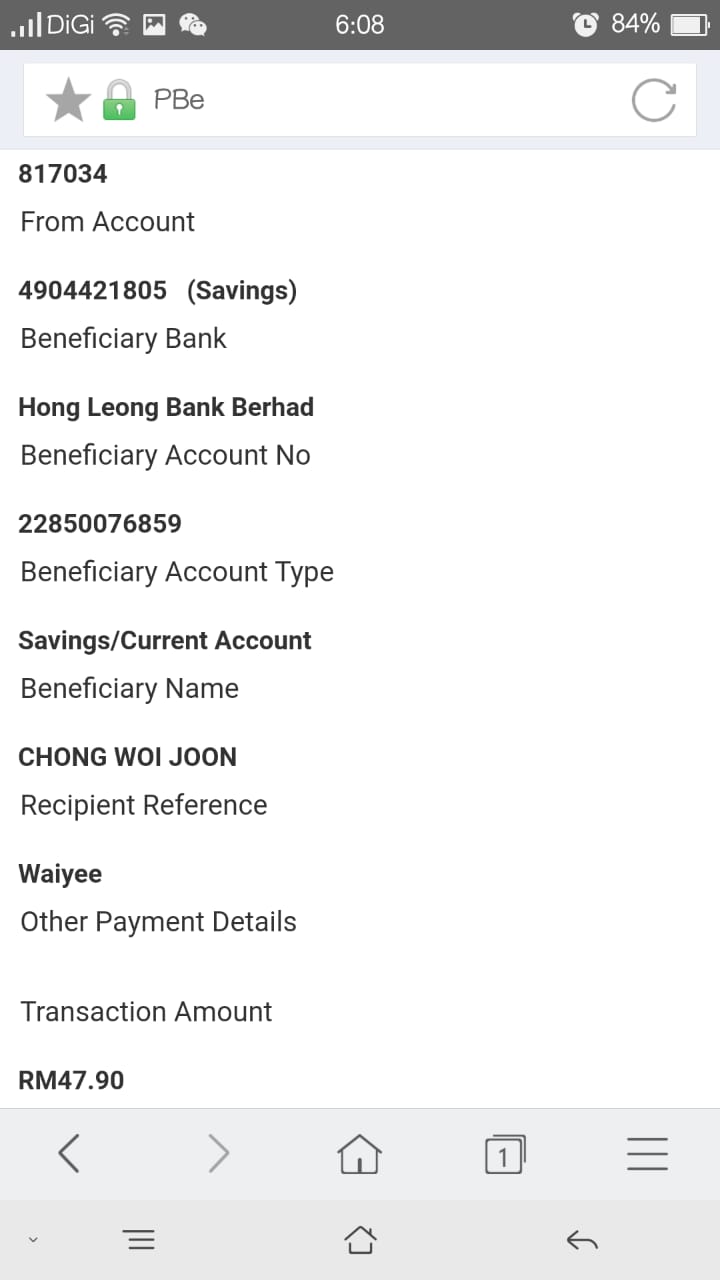 DiGi 6:08 84%
PBe
817034
From Account
4904421805 (Savings)
Beneficiary Bank
Hong Leong Bank Berhad
Beneficiary Account No
22850076859
Beneficiary Account Type
Savings/Current Account
Beneficiary Name
CHONG WOI JOON
Recipient Reference
Waiyee
Other Payment Details
Transaction Amount
RM47.90
1